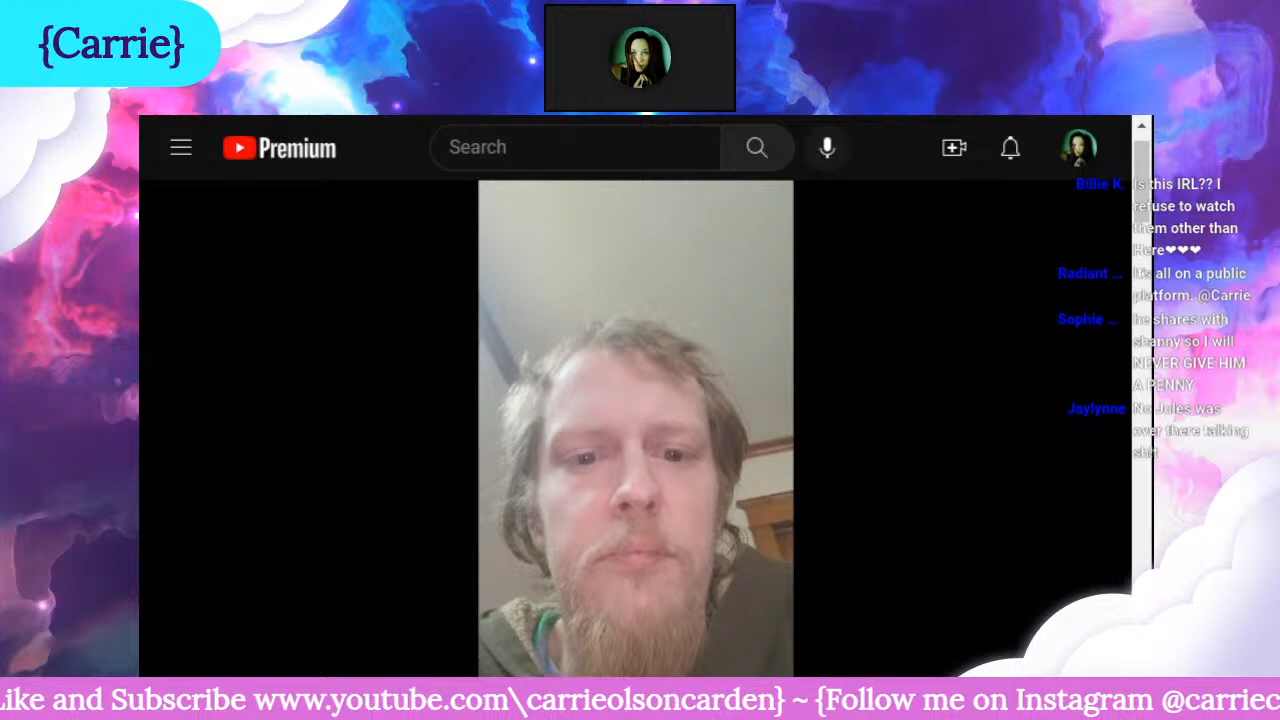 {Carrie}
Premium
Search
Billie K. Is this IRL?? I
refuse to watch
them other than
Here❤❤❤
Radiant ... It's all on a public
platform. @Carrie
Sophie ... he shares with
shanny so I will
NEVER GIVE HIM
A PENNY
Jaylynne No Jules was
over there talking
sh!t
Like and Subscribe www.youtube.com\carrieolsoncarden} ~ {Follow me on Instagram @carriec